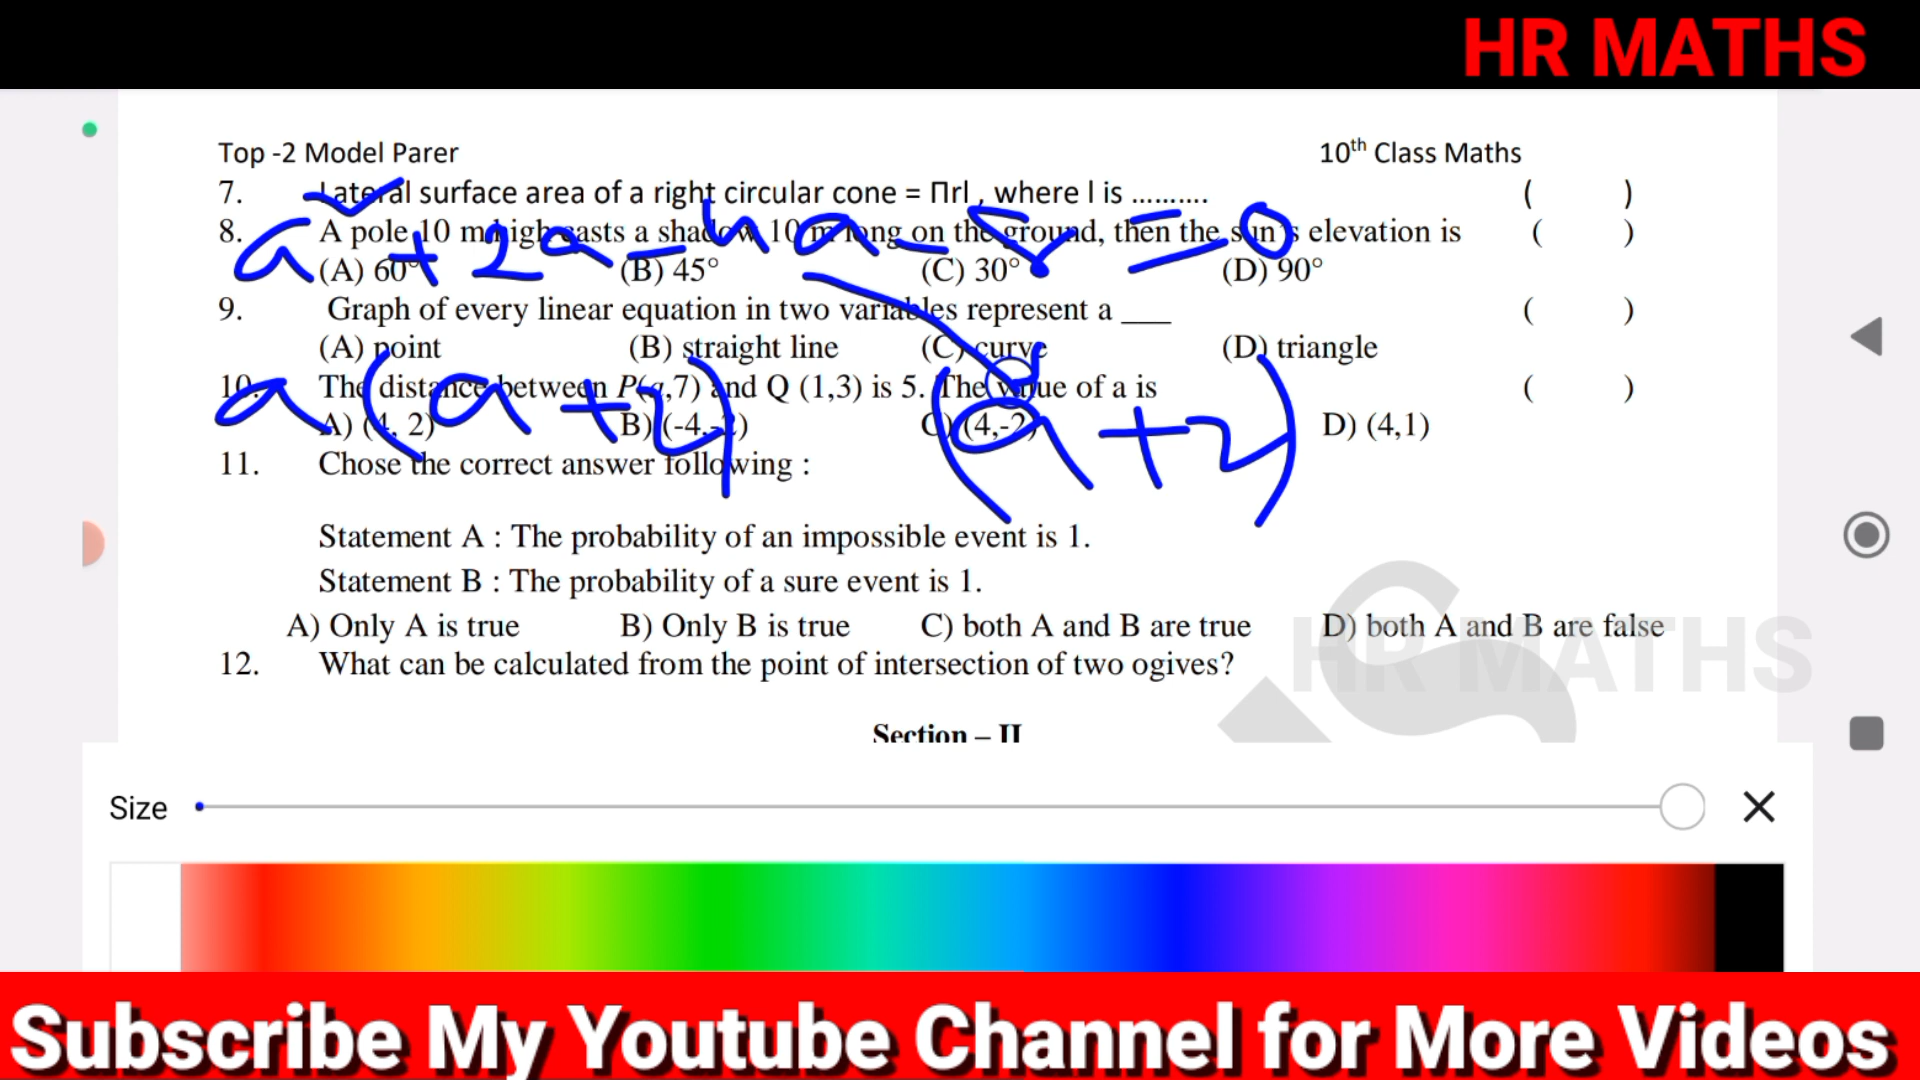 HR MATHS
Top -2 Model Parer 10th Class Maths
7. Lateral surface area of a right circular cone = Πrl , where l is .......... ( )
8. A pole 10 m high casts a shadow 10 m long on the ground, then the sun's elevation is ( )
(A) 60° (B) 45° (C) 30° (D) 90°
9. Graph of every linear equation in two variables represent a ___ ( )
(A) point (B) straight line (C) curve (D) triangle
10. The distance between P(a,7) and Q (1,3) is 5. The value of a is ( )
A) (4, 2) B) (-4,-2) C) (4,-2) D) (4,1)
11. Chose the correct answer following :
Statement A : The probability of an impossible event is 1.
Statement B : The probability of a sure event is 1.
A) Only A is true B) Only B is true C) both A and B are true D) both A and B are false
12. What can be calculated from the point of intersection of two ogives?
HR MATHS
Section – II
a + 2a - 4a - 8 = 0
a (a + 2) (a + 2)
Size
Subscribe My Youtube Channel for More Videos